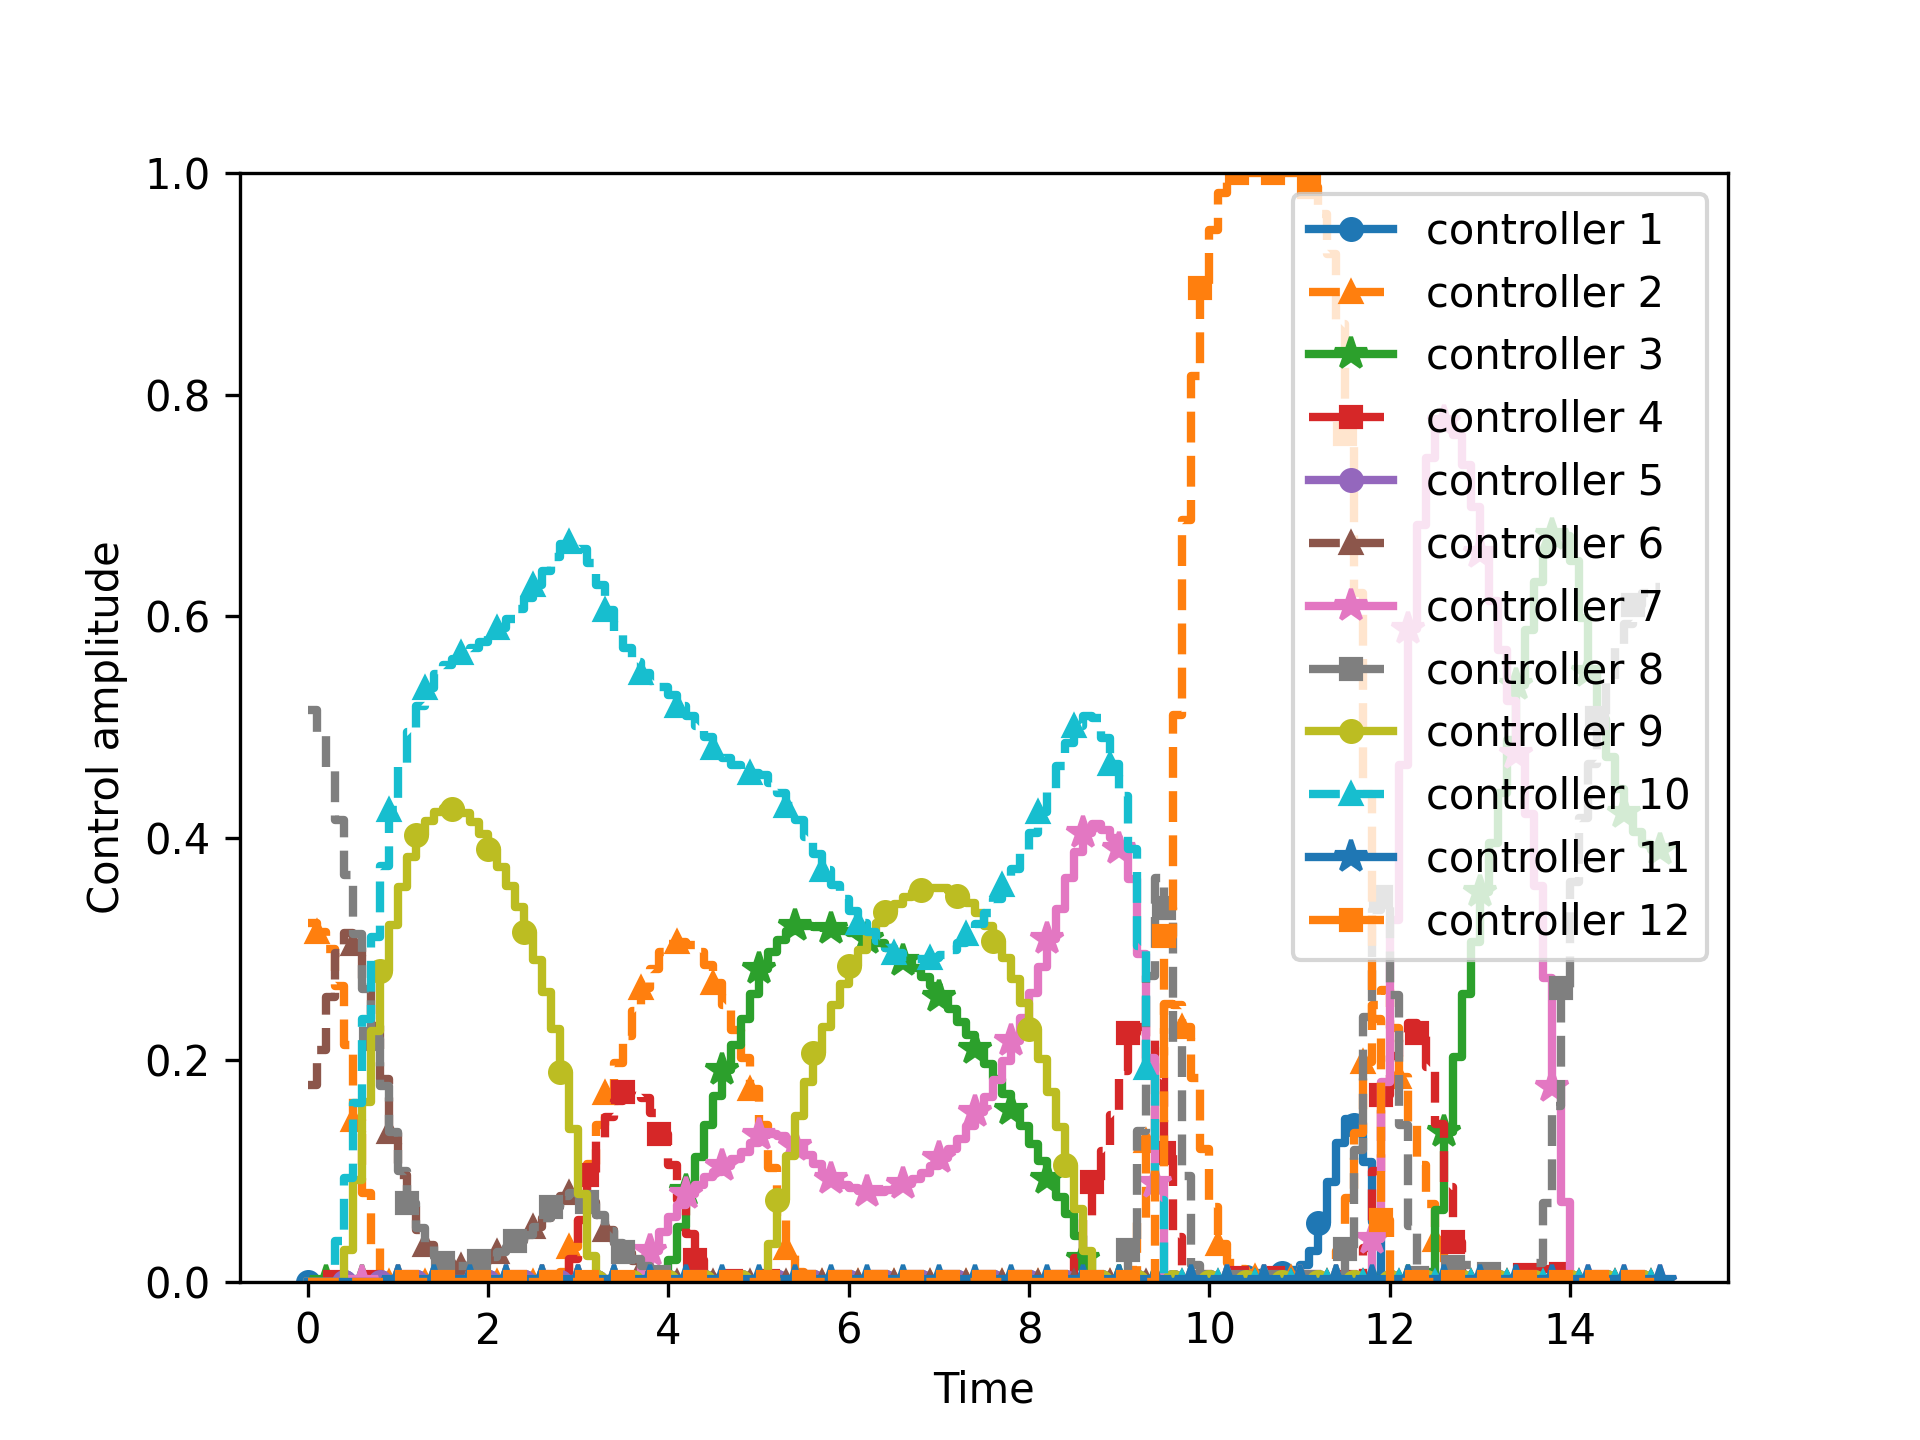 1.0
0.8
0.6
0.4
0.2
0.0
Control amplitude
0 2 4 6 8 10 12 14
Time
controller 1
controller 2
controller 3
controller 4
controller 5
controller 6
controller 7
controller 8
controller 9
controller 10
controller 11
controller 12